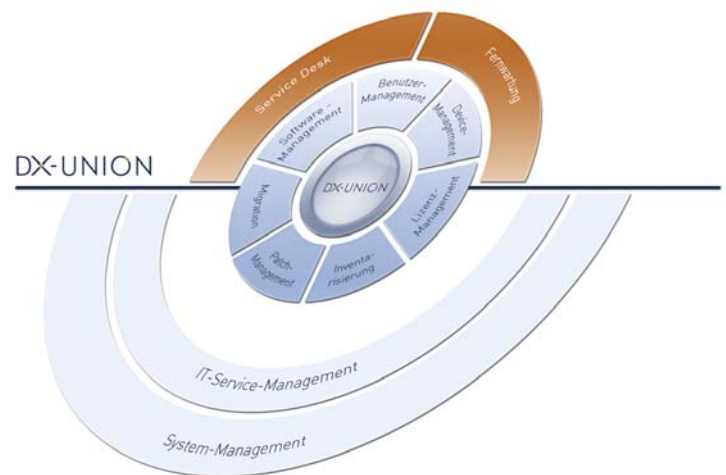 Service Desk
Fernwartung
Benutzer-
Management
Software -
Management
Device-
Management
DX-UNION
DX-UNION
Migration
Lizenz-
Management
Patch-
Management
Inventa-
risierung
IT-Service-Management
System-Management